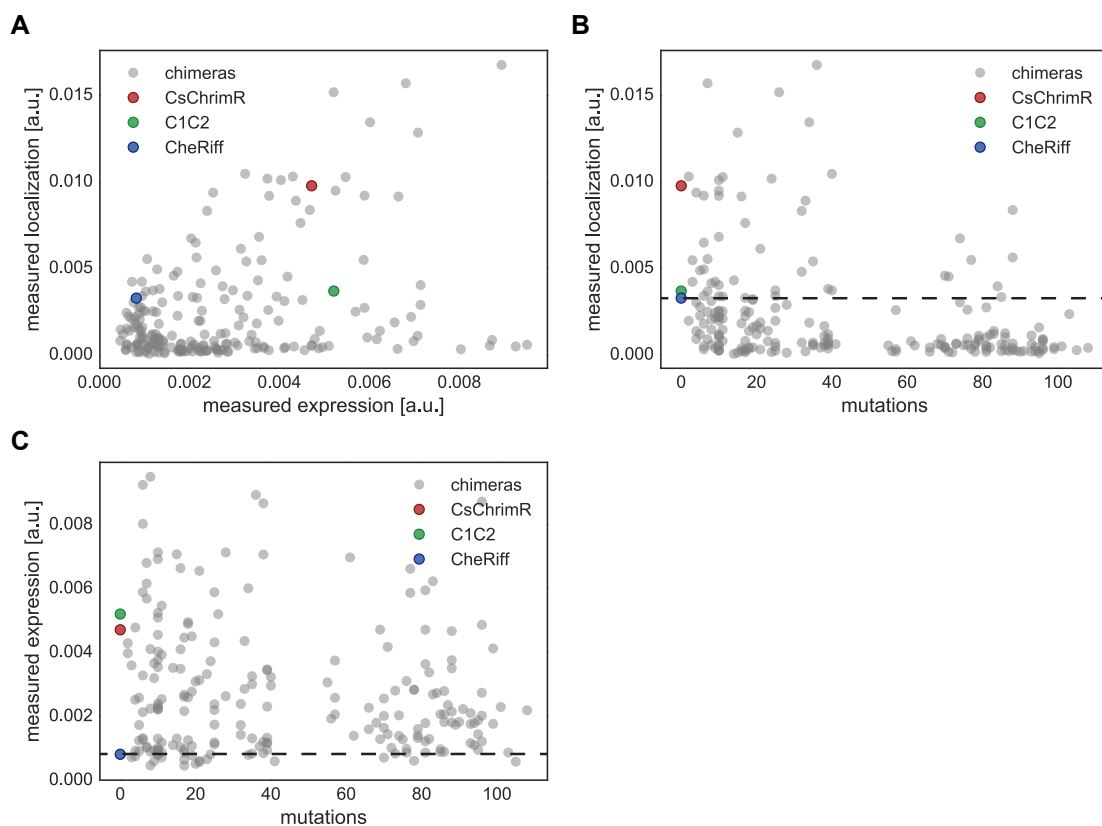 A
measured localization [a.u.]
0.015
0.010
0.005
0.000
chimeras
CsChrimR
C1C2
CheRiff
0.000 0.002 0.004 0.006 0.008
measured expression [a.u.]
B
measured localization [a.u.]
0.015
0.010
0.005
0.000
chimeras
CsChrimR
C1C2
CheRiff
0 20 40 60 80 100
mutations
C
measured expression [a.u.]
0.008
0.006
0.004
0.002
0.000
chimeras
CsChrimR
C1C2
CheRiff
0 20 40 60 80 100
mutations